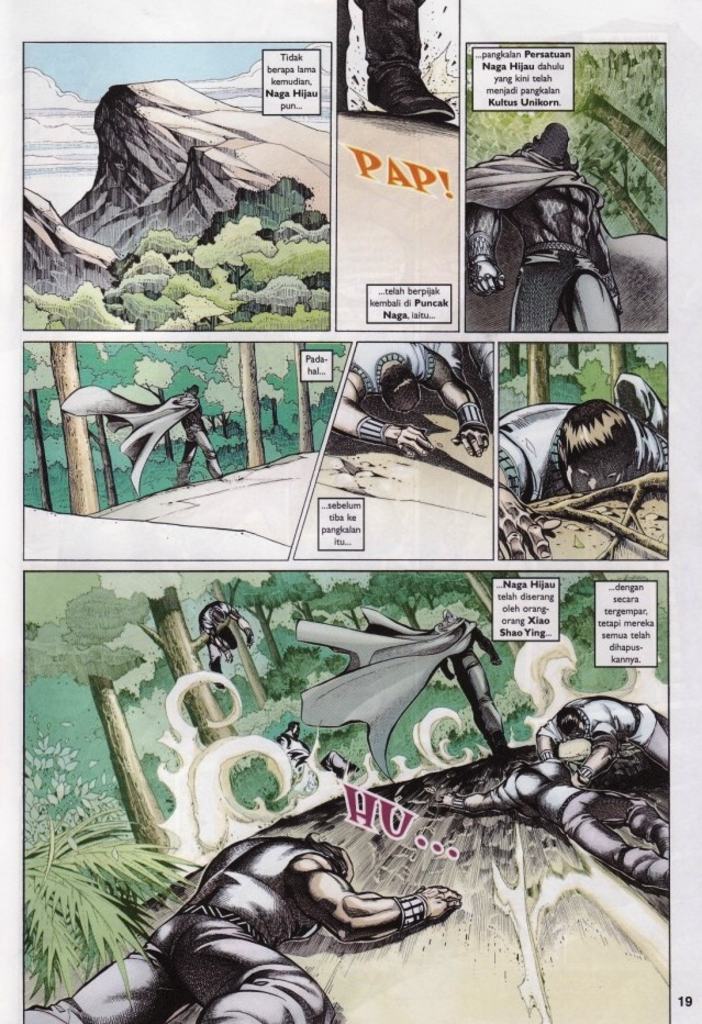 Tidak
berapa lama
kemudian,
Naga Hijau
pun...
PAP!
...telah berpijak
kembali di Puncak
Naga, iaitu...
...pangkalan Persatuan
Naga Hijau dahulu
yang kini telah
menjadi pangkalan
Kultus Unikorn.
Pada-
hal...
...sebelum
tiba ke
pangkalan
itu...
...Naga Hijau
telah diserang
oleh orang-
orang Xiao
Shao Ying...
...dengan
secara
tergempar,
tetapi mereka
semua telah
dihapus-
kannya.
HU...
19